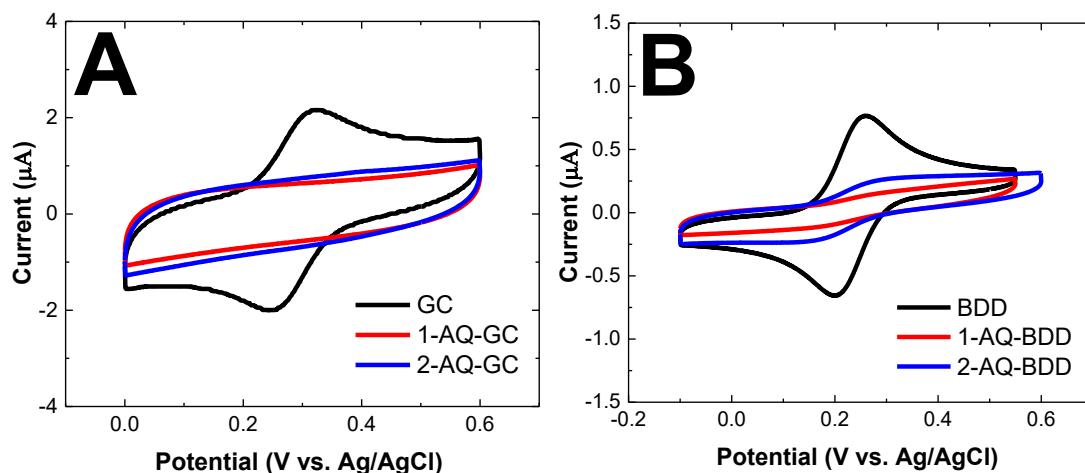 A
4
2
0
-2
-4
0.0
0.2
0.4
0.6
Current (μA)
Potential (V vs. Ag/AgCl)
GC
1-AQ-GC
2-AQ-GC
B
1.5
1.0
0.5
0.0
-0.5
-1.0
-1.5
-0.2
0.0
0.2
0.4
0.6
Current (μA)
Potential (V vs. Ag/AgCl)
BDD
1-AQ-BDD
2-AQ-BDD